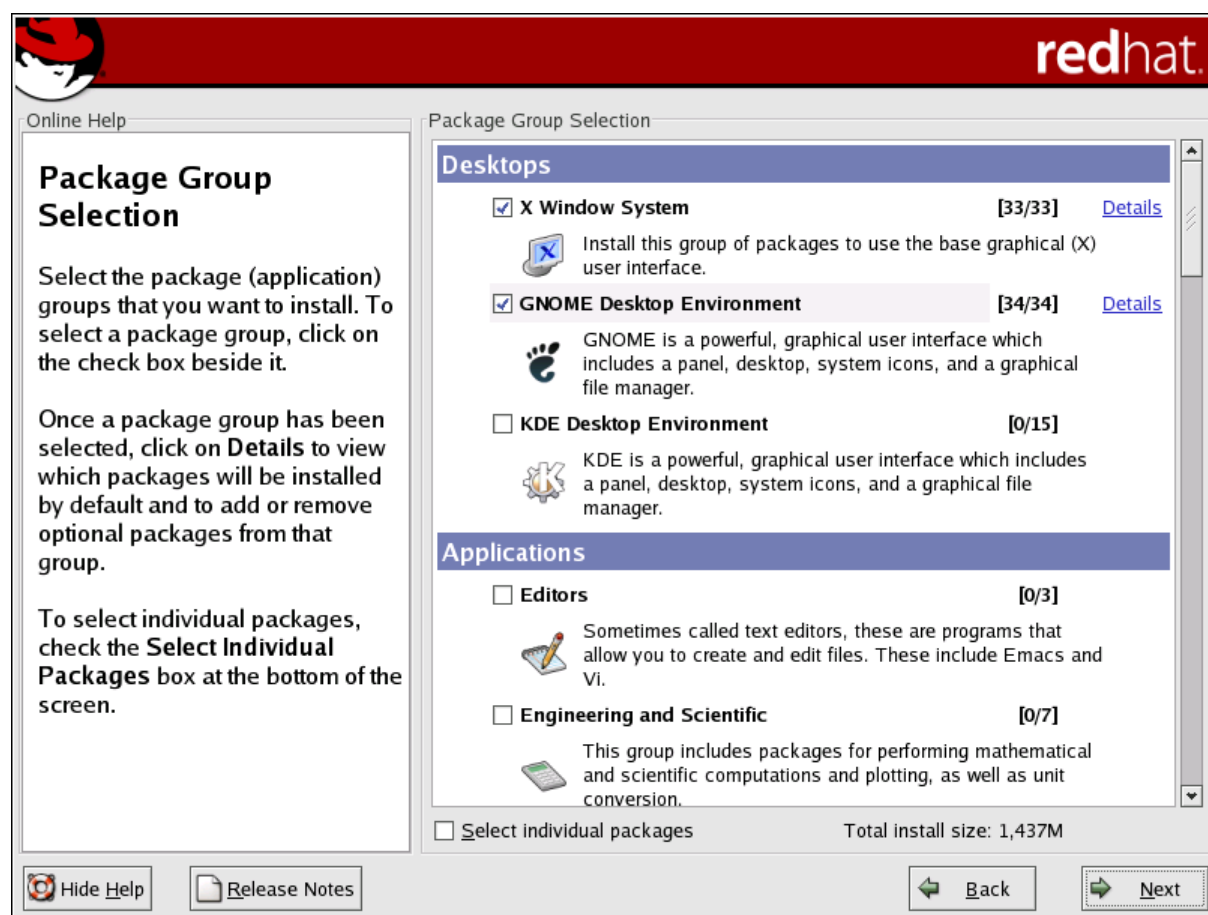 redhat.
Online Help
Package Group
Selection
Select the package (application)
groups that you want to install. To
select a package group, click on
the check box beside it.
Once a package group has been
selected, click on Details to view
which packages will be installed
by default and to add or remove
optional packages from that
group.
To select individual packages,
check the Select Individual
Packages box at the bottom of the
screen.
Package Group Selection
Desktops
X Window System [33/33] Details
Install this group of packages to use the base graphical (X)
user interface.
GNOME Desktop Environment [34/34] Details
GNOME is a powerful, graphical user interface which
includes a panel, desktop, system icons, and a graphical
file manager.
KDE Desktop Environment [0/15]
KDE is a powerful, graphical user interface which includes
a panel, desktop, system icons, and a graphical file
manager.
Applications
Editors [0/3]
Sometimes called text editors, these are programs that
allow you to create and edit files. These include Emacs and
Vi.
Engineering and Scientific [0/7]
This group includes packages for performing mathematical
and scientific computations and plotting, as well as unit
conversion.
Select individual packages Total install size: 1,437M
Hide Help Release Notes Back Next